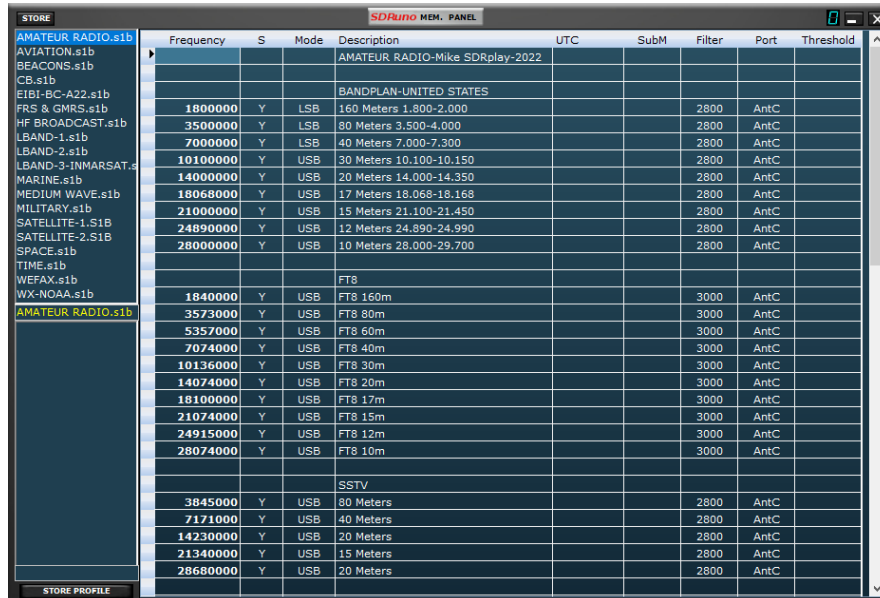 STORE
SDRuno MEM. PANEL
0
AMATEUR RADIO.s1b
AVIATION.s1b
BEACONS.s1b
CB.s1b
EIBI-BC-A22.s1b
FRS & GMRS.s1b
HF BROADCAST.s1b
LBAND-1.s1b
LBAND-2.s1b
LBAND-3-INMARSAT.s
MARINE.s1b
MEDIUM WAVE.s1b
MILITARY.s1b
SATELLITE-1.S1B
SATELLITE-2.S1B
SPACE.s1b
TIME.s1b
WEFAX.s1b
WX-NOAA.s1b
AMATEUR RADIO.s1b
STORE PROFILE
Frequency S Mode Description UTC SubM Filter Port Threshold
AMATEUR RADIO-Mike SDRplay-2022
BANDPLAN-UNITED STATES
1800000 Y LSB 160 Meters 1.800-2.000 2800 AntC
3500000 Y LSB 80 Meters 3.500-4.000 2800 AntC
7000000 Y LSB 40 Meters 7.000-7.300 2800 AntC
10100000 Y USB 30 Meters 10.100-10.150 2800 AntC
14000000 Y USB 20 Meters 14.000-14.350 2800 AntC
18068000 Y USB 17 Meters 18.068-18.168 2800 AntC
21000000 Y USB 15 Meters 21.100-21.450 2800 AntC
24890000 Y USB 12 Meters 24.890-24.990 2800 AntC
28000000 Y USB 10 Meters 28.000-29.700 2800 AntC
FT8
1840000 Y USB FT8 160m 3000 AntC
3573000 Y USB FT8 80m 3000 AntC
5357000 Y USB FT8 60m 3000 AntC
7074000 Y USB FT8 40m 3000 AntC
10136000 Y USB FT8 30m 3000 AntC
14074000 Y USB FT8 20m 3000 AntC
18100000 Y USB FT8 17m 3000 AntC
21074000 Y USB FT8 15m 3000 AntC
24915000 Y USB FT8 12m 3000 AntC
28074000 Y USB FT8 10m 3000 AntC
SSTV
3845000 Y USB 80 Meters 2800 AntC
7171000 Y USB 40 Meters 2800 AntC
14230000 Y USB 20 Meters 2800 AntC
21340000 Y USB 15 Meters 2800 AntC
28680000 Y USB 20 Meters 2800 AntC